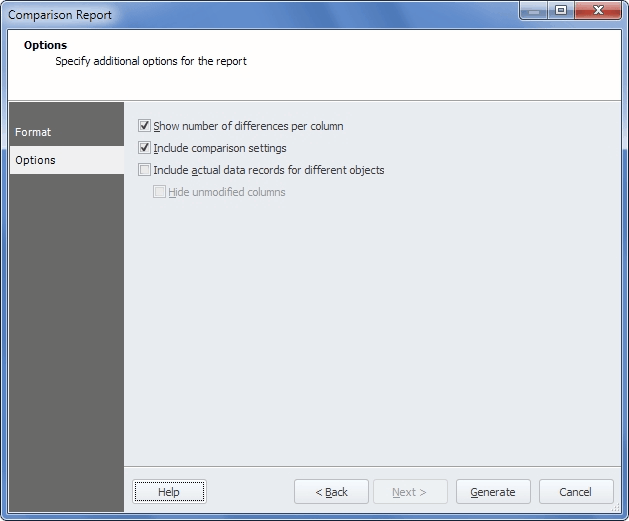 Comparison Report
Options
Specify additional options for the report
Format
Options
Show number of differences per column
Include comparison settings
Include actual data records for different objects
Hide unmodified columns
Help
< Back
Next >
Generate
Cancel